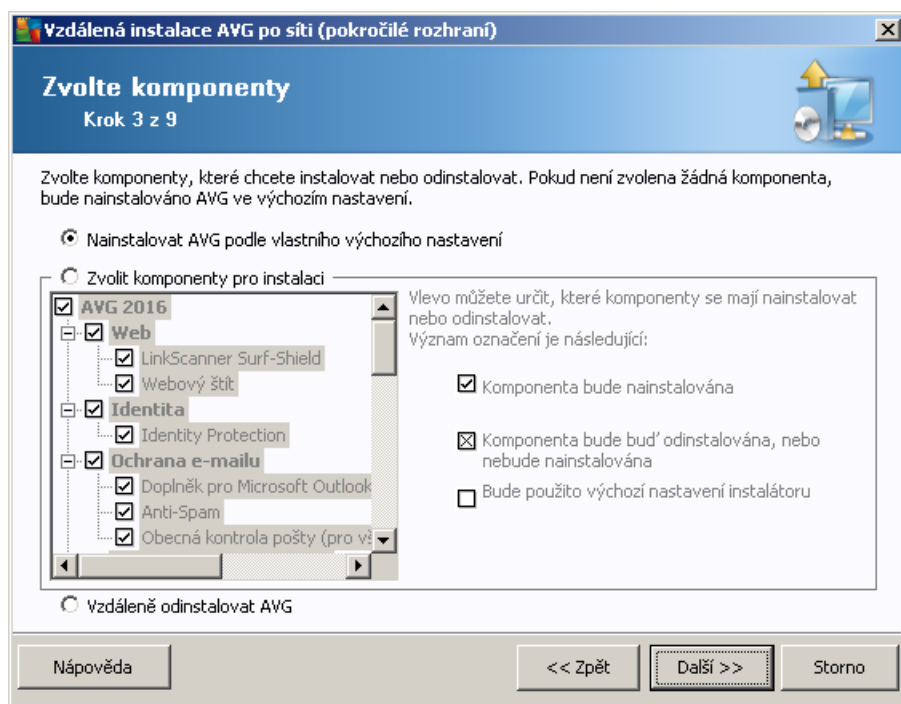 Vzdálená instalace AVG po síti (pokročilé rozhraní)
Zvolte komponenty
Krok 3 z 9
Zvolte komponenty, které chcete instalovat nebo odinstalovat. Pokud není zvolena žádná komponenta,
bude nainstalováno AVG ve výchozím nastavení.
Nainstalovat AVG podle vlastního výchozího nastavení
Zvolit komponenty pro instalaci
AVG 2016
Web
LinkScanner Surf-Shield
Webový štít
Identita
Identity Protection
Ochrana e-mailu
Doplněk pro Microsoft Outlook
Anti-Spam
Obecná kontrola pošty (pro
Vlevo můžete určit, které komponenty se mají nainstalovat
nebo odinstalovat.
Význam označení je následující:
Komponenta bude nainstalována
Komponenta bude buď odinstalována, nebo
nebude nainstalována
Bude použito výchozí nastavení instalátoru
Vzdáleně odinstalovat AVG
Nápověda
<< Zpět
Další >>
Storno